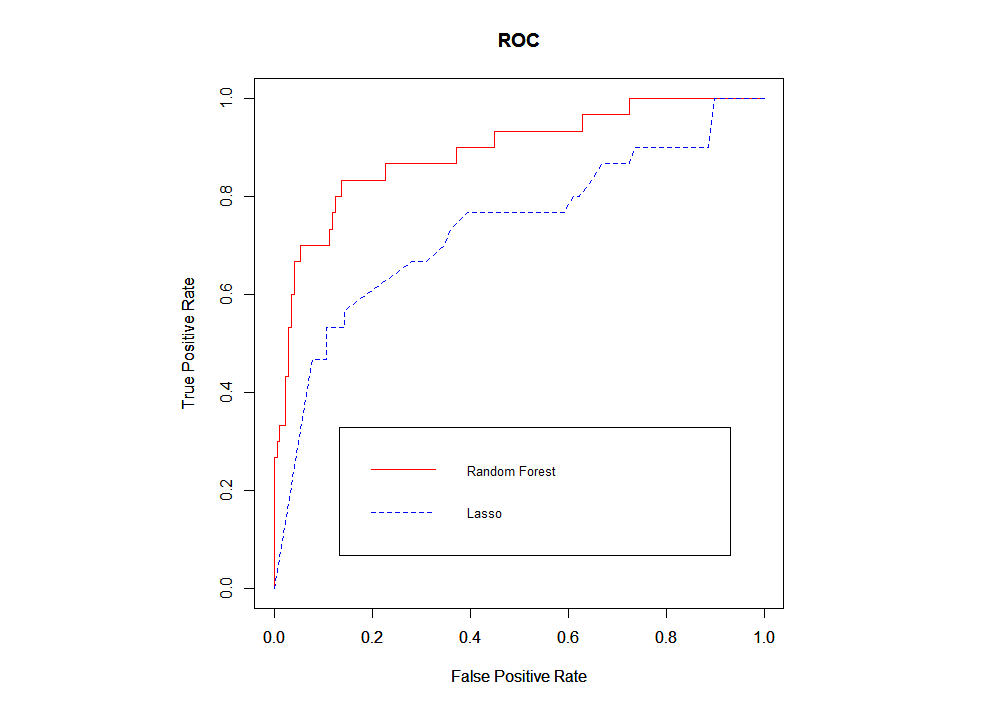 ROC
True Positive Rate
1.0
0.8
0.6
0.4
0.2
0.0
Random Forest
Lasso
0.0 0.2 0.4 0.6 0.8 1.0
False Positive Rate